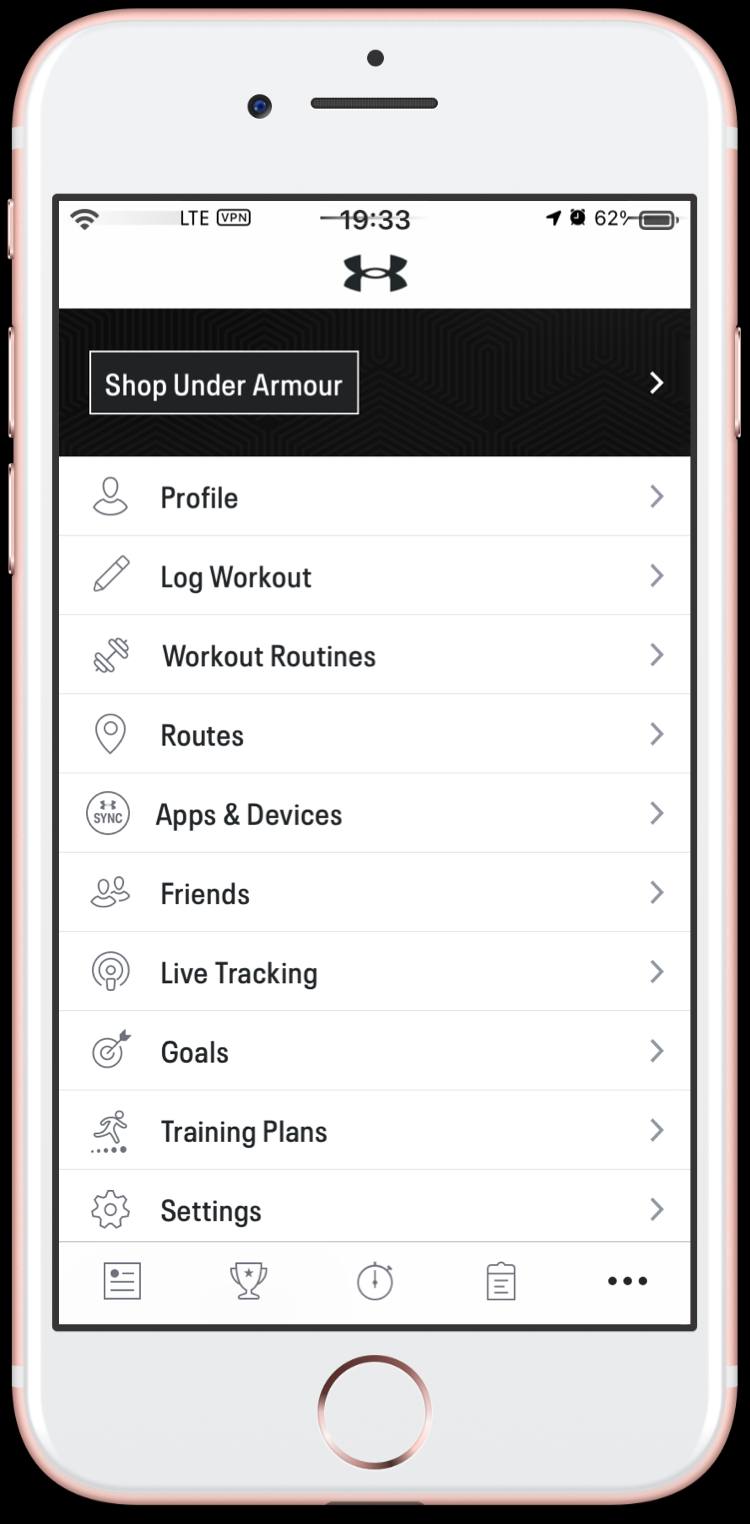 LTE VPN 19:33 62%
Shop Under Armour
Profile
Log Workout
Workout Routines
Routes
SYNC Apps & Devices
Friends
Live Tracking
Goals
Training Plans
Settings